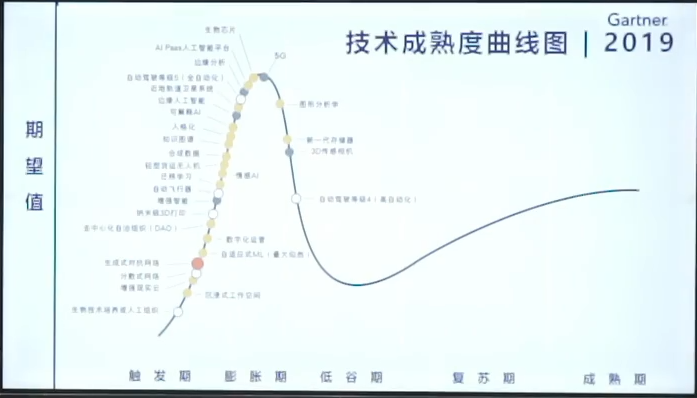 Gartner
技术成熟度曲线图 | 2019
期望值
生物芯片
5G
AI PaaS人工智能平台
边缘分析
自动驾驶等级5（全自动化）
低地轨道卫星系统
边缘人工智能
可解释AI
图形分析学
人格化
新一代存储器
知识图谱
3D传感相机
合成数据
轻型货运无人机
迁移学习
情感AI
自动飞行器
增强智能
自动驾驶等级4（高自动化）
纳米级3D打印
去中心化自治组织（DAO）
数字化运营
自适应式ML（最大似然）
生成式对抗网络
分散式网络
增强现实云
沉浸式工作空间
生物技术培养或人工组织
触发期
膨胀期
低谷期
复苏期
成熟期